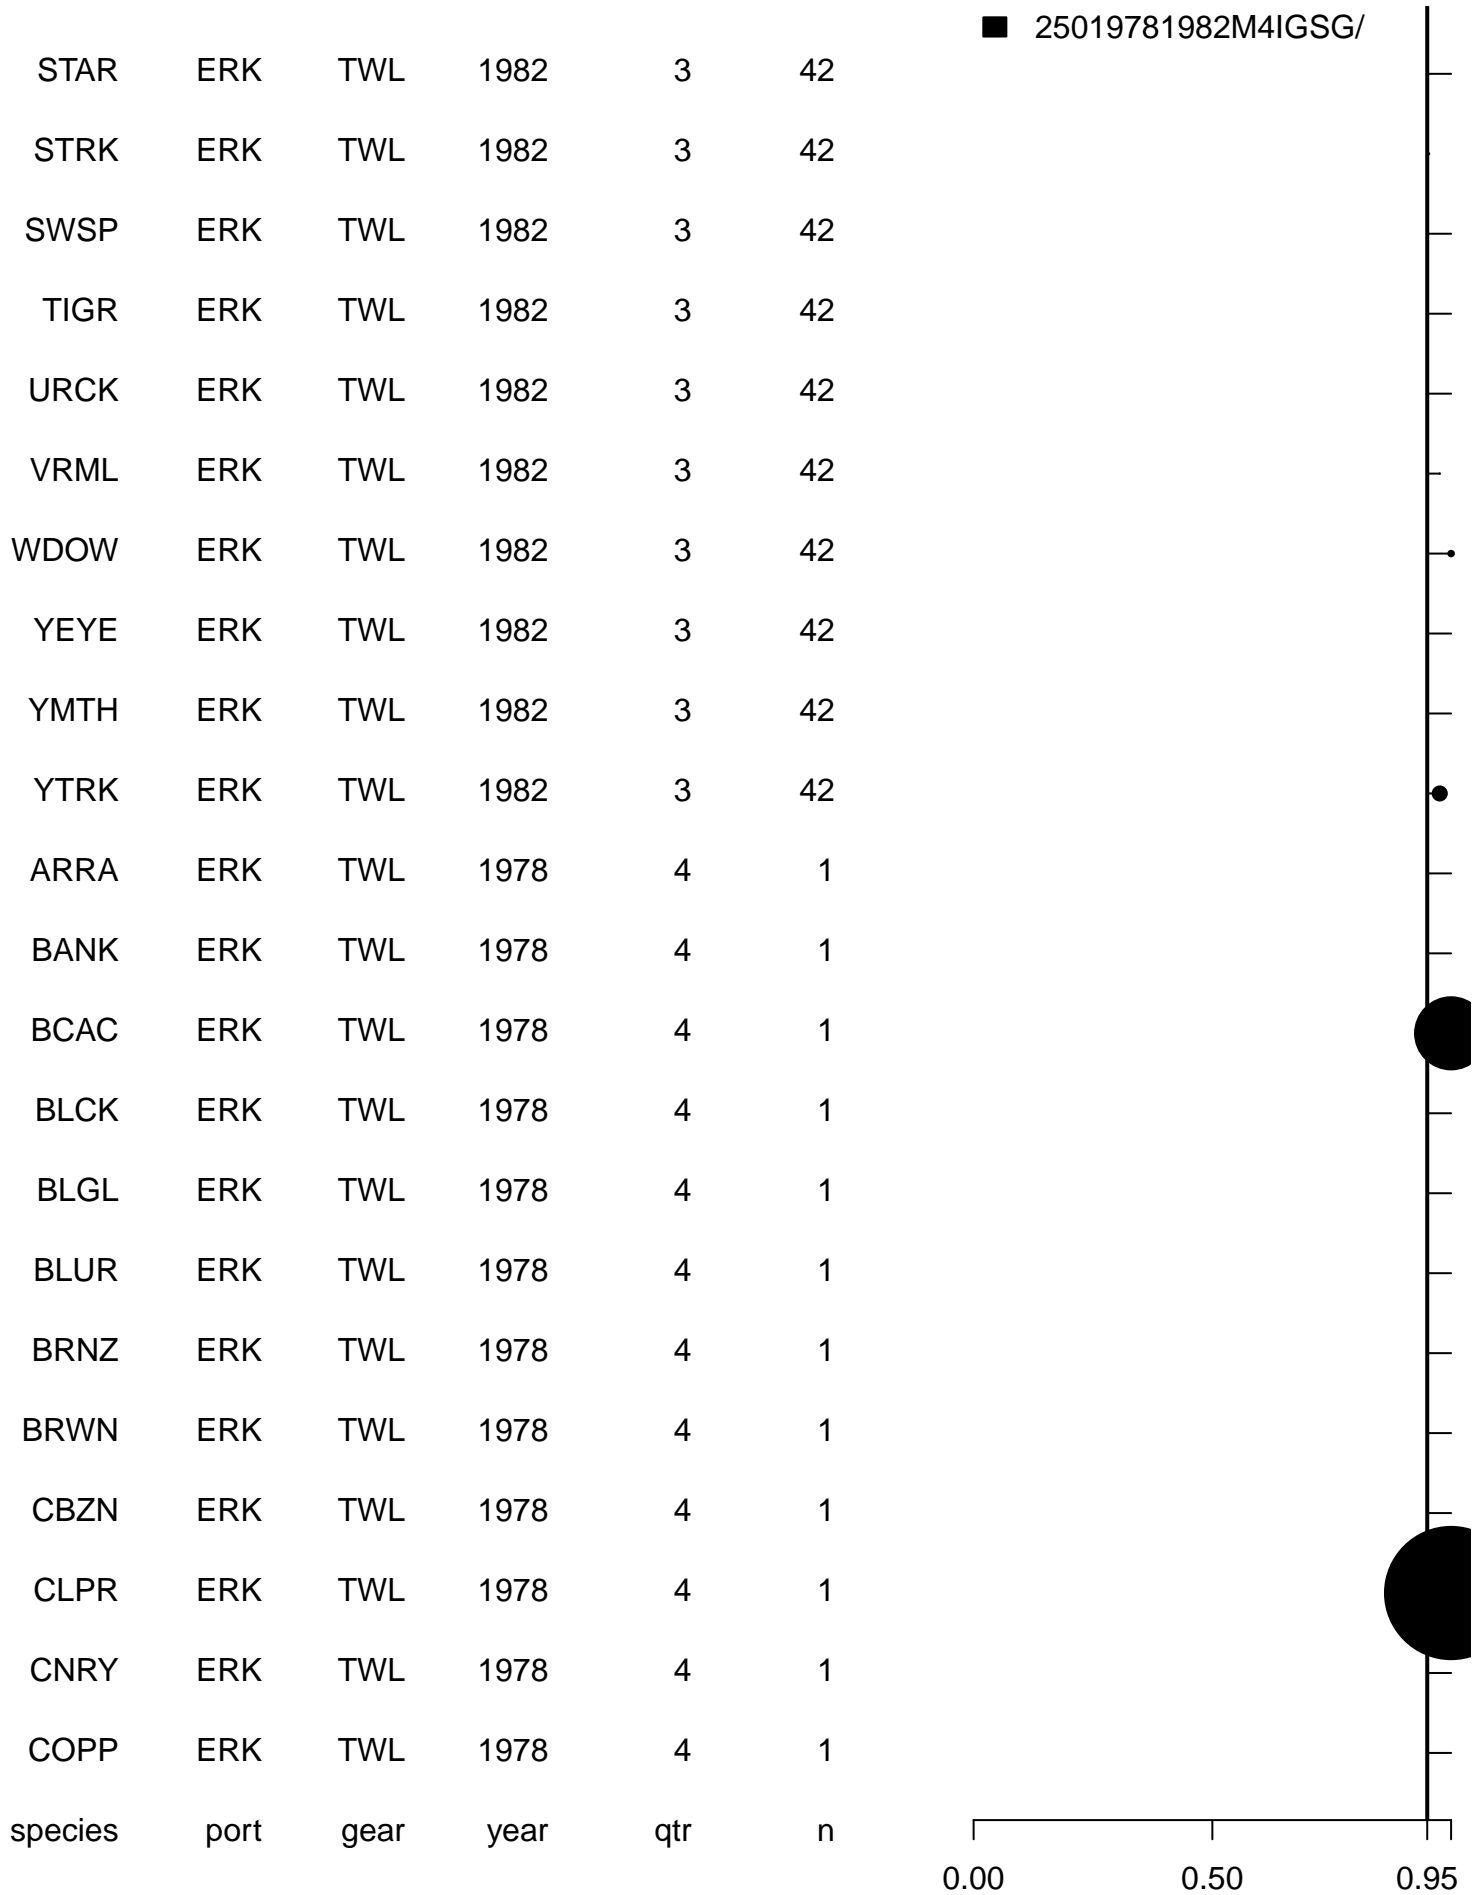 25019781982M4IGSG/
STAR ERK TWL 1982 3 42
STRK ERK TWL 1982 3 42
SWSP ERK TWL 1982 3 42
TIGR ERK TWL 1982 3 42
URCK ERK TWL 1982 3 42
VRML ERK TWL 1982 3 42
WDOW ERK TWL 1982 3 42
YEYE ERK TWL 1982 3 42
YMTH ERK TWL 1982 3 42
YTRK ERK TWL 1982 3 42
ARRA ERK TWL 1978 4 1
BANK ERK TWL 1978 4 1
BCAC ERK TWL 1978 4 1
BLCK ERK TWL 1978 4 1
BLGL ERK TWL 1978 4 1
BLUR ERK TWL 1978 4 1
BRNZ ERK TWL 1978 4 1
BRWN ERK TWL 1978 4 1
CBZN ERK TWL 1978 4 1
CLPR ERK TWL 1978 4 1
CNRY ERK TWL 1978 4 1
COPP ERK TWL 1978 4 1
species port gear year qtr n
0.00 0.50 0.95